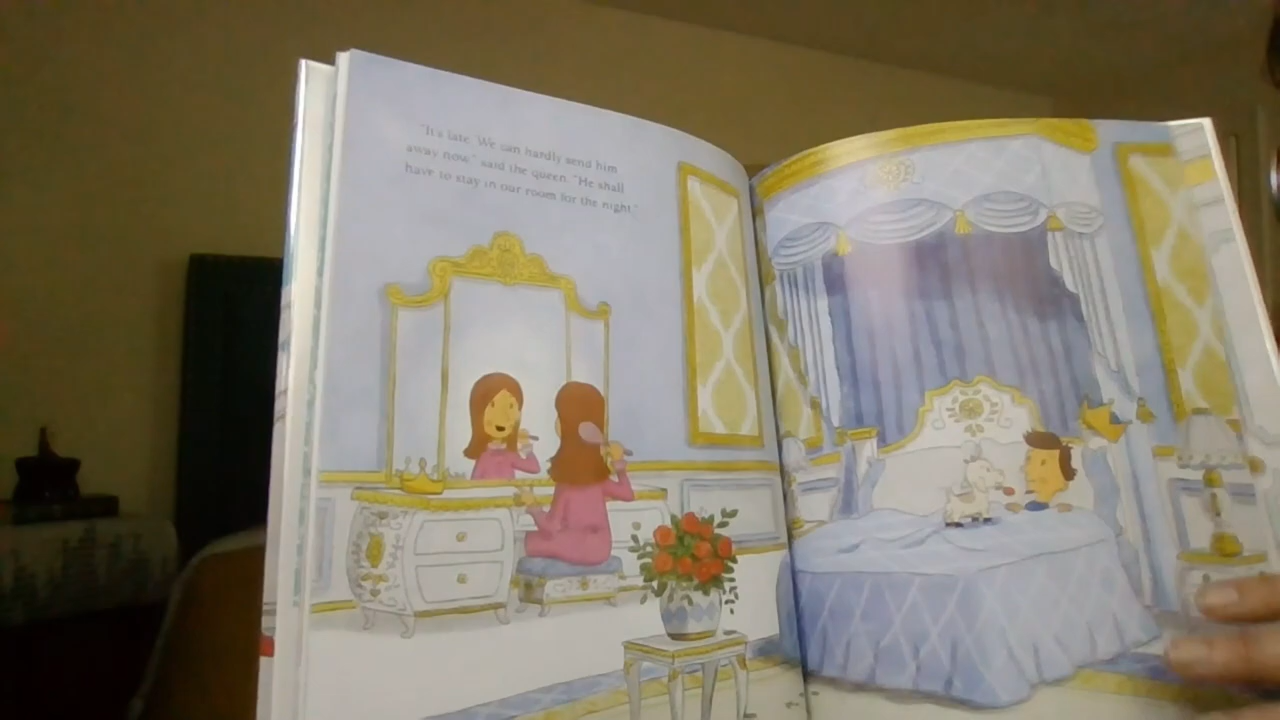 "It's late. We can hardly send him
away now," said the queen. "He shall
have to stay in our room for the night."